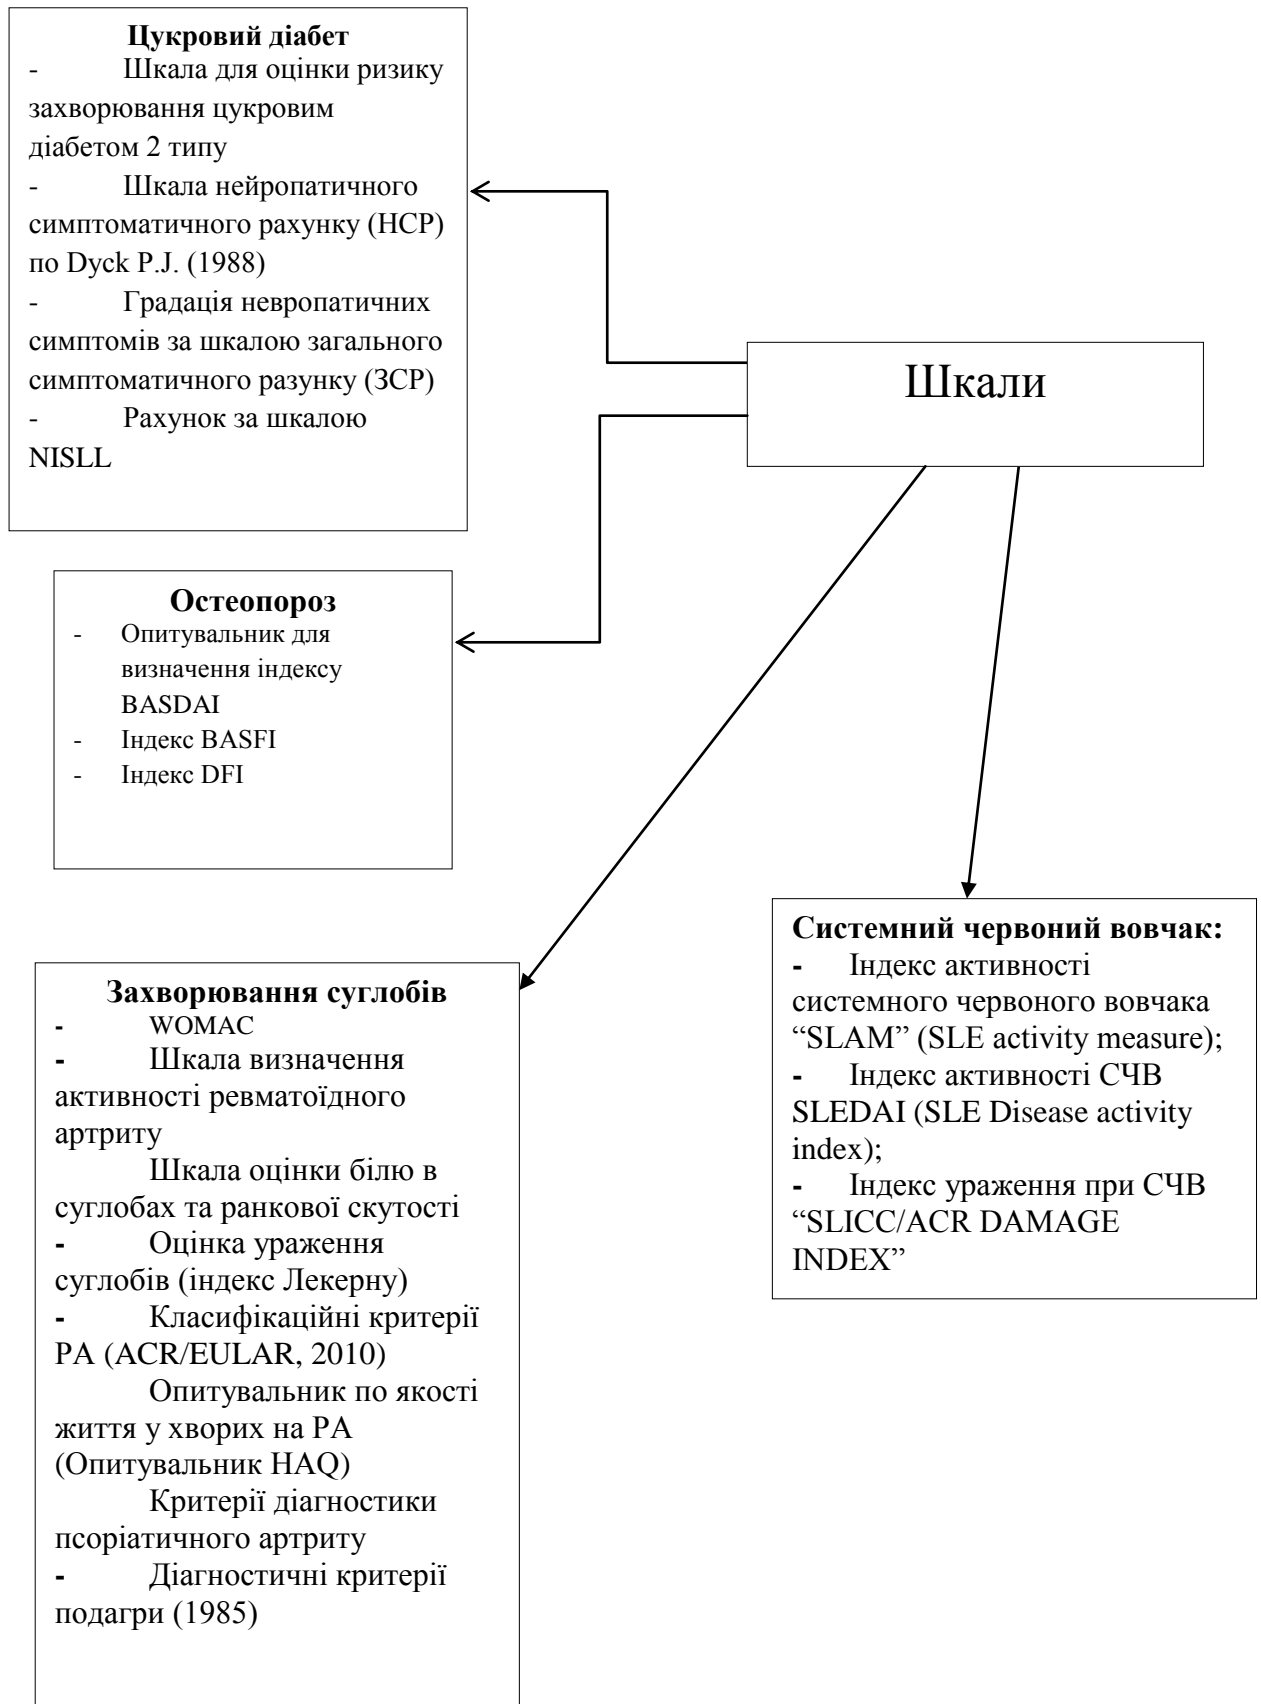 Цукровий діабет
- Шкала для оцінки ризику
захворювання цукровим
діабетом 2 типу
- Шкала нейропатичного
симптоматичного рахунку (НСР)
по Dyck P.J. (1988)
- Градація невропатичних
симптомів за шкалою загального
симптоматичного разунку (ЗСР)
- Рахунок за шкалою
NISLL
Шкали
Остеопороз
- Опитувальник для
визначення індексу
BASDAI
- Індекс BASFI
- Індекс DFI
Захворювання суглобів
- WOMAC
- Шкала визначення
активності ревматоїдного
артриту
Шкала оцінки білю в
суглобах та ранкової скутості
- Оцінка ураження
суглобів (індекс Лекерну)
- Класифікаційні критерії
РА (ACR/EULAR, 2010)
Опитувальник по якості
життя у хворих на РА
(Опитувальник HAQ)
Критерії діагностики
псоріатичного артриту
- Діагностичні критерії
подагри (1985)
Системний червоний вовчак:
- Індекс активності
системного червоного вовчака
“SLAM” (SLE activity measure);
- Індекс активності СЧВ
SLEDAI (SLE Disease activity
index);
- Індекс ураження при СЧВ
“SLICC/ACR DAMAGE
INDEX”